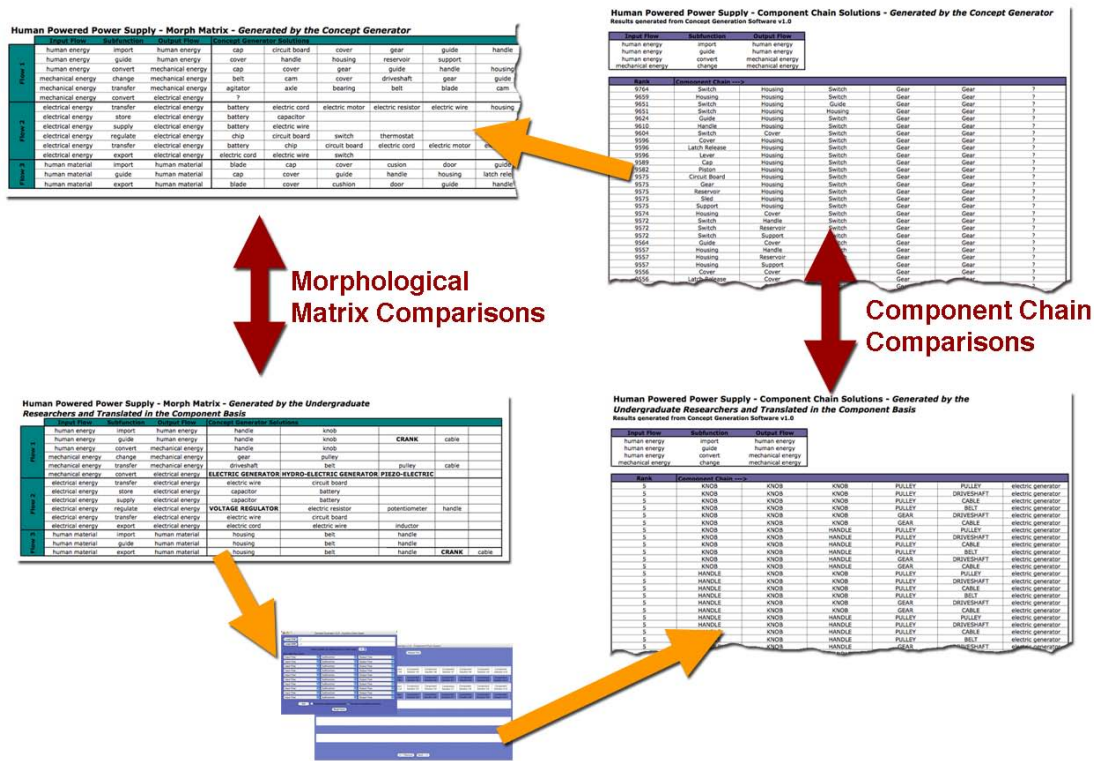 Human Powered Power Supply - Morph Matrix - Generated by the Concept Generator
Input Flow Subfunction Output Flow Concept Generator Solutions
Flow 1
human energy import human energy cap circuit board cover gear guide handle
human energy guide human energy cover handle housing reservoir support
human energy convert mechanical energy cap cover gear guide handle housing
mechanical energy change mechanical energy belt cam cover driveshaft gear guide
mechanical energy transfer mechanical energy agitator axle bearing belt blade cam
mechanical energy convert electrical energy ?
Flow 2
electrical energy transfer electrical energy battery electric cord electric motor electric resistor electric wire housing
electrical energy store electrical energy battery capacitor
electrical energy supply electrical energy battery electric wire
electrical energy regulate electrical energy chip circuit board switch thermostat
electrical energy transfer electrical energy battery chip circuit board electric cord electric motor
electrical energy export electrical energy electric cord electric wire switch
Flow 3
human material import human material blade cap cover cusion door guide
human material guide human material cap cover guide handle housing latch rele
human material export human material blade cover cushion door guide handle
Human Powered Power Supply - Component Chain Solutions - Generated by the Concept Generator
Results generated from Concept Generation Software v1.0
Input Flow Subfunction Output Flow
human energy import human energy
human energy guide human energy
human energy convert mechanical energy
mechanical energy change mechanical energy
Rank Component Chain --->
9764 Switch Housing Switch Gear Gear ?
9659 Housing Housing Switch Gear Gear ?
9651 Switch Housing Guide Gear Gear ?
9651 Switch Housing Housing Gear Gear ?
9624 Guide Housing Switch Gear Gear ?
9610 Handle Housing Switch Gear Gear ?
9604 Switch Cover Switch Gear Gear ?
9596 Cover Housing Switch Gear Gear ?
9596 Latch Release Housing Switch Gear Gear ?
9596 Lever Housing Switch Gear Gear ?
9589 Cap Housing Switch Gear Gear ?
9582 Piston Housing Switch Gear Gear ?
9575 Circuit Board Housing Switch Gear Gear ?
9575 Gear Housing Switch Gear Gear ?
9575 Reservoir Housing Switch Gear Gear ?
9575 Sled Housing Switch Gear Gear ?
9575 Support Housing Switch Gear Gear ?
9574 Housing Cover Switch Gear Gear ?
9572 Switch Handle Switch Gear Gear ?
9572 Switch Reservoir Switch Gear Gear ?
9572 Switch Support Switch Gear Gear ?
9564 Guide Cover Switch Gear Gear ?
9557 Housing Handle Gear Gear ?
9557 Housing Reservoir Gear Gear ?
9557 Housing Support Switch Gear Gear ?
9556 Cover Cover Switch Gear Gear ?
9556 Latch Release Cover Switch Gear Gear ?
Morphological
Matrix Comparisons
Component Chain
Comparisons
Human Powered Power Supply - Morph Matrix - Generated by the Undergraduate
Researchers and Translated in the Component Basis
Input Flow Subfunction Output Flow Concept Generator Solutions
Flow 1
human energy import human energy handle knob
human energy guide human energy handle knob CRANK cable
human energy convert mechanical energy handle knob
mechanical energy change mechanical energy gear pulley
mechanical energy transfer mechanical energy driveshaft belt pulley cable
mechanical energy convert electrical energy ELECTRIC GENERATOR HYDRO-ELECTRIC GENERATOR PIEZO-ELECTRIC
Flow 2
electrical energy transfer electrical energy electric wire circuit board
electrical energy store electrical energy capacitor battery
electrical energy supply electrical energy capacitor battery
electrical energy regulate electrical energy VOLTAGE REGULATOR electric resistor potentiometer handle
electrical energy transfer electrical energy electric wire circuit board
electrical energy export electrical energy electric cord electric wire inductor
Flow 3
human material import human material housing belt handle
human material guide human material housing belt handle
human material export human material housing belt handle CRANK cable
Human Powered Power Supply - Component Chain Solutions - Generated by the
Undergraduate Researchers and Translated in the Component Basis
Results generated from Concept Generation Software v1.0
Input Flow Subfunction Output Flow
human energy import human energy
human energy guide human energy
human energy convert mechanical energy
mechanical energy change mechanical energy
Rank Component Chain --->
5 KNOB KNOB KNOB PULLEY PULLEY electric generator
5 KNOB KNOB KNOB PULLEY DRIVESHAFT electric generator
5 KNOB KNOB KNOB PULLEY CABLE electric generator
5 KNOB KNOB KNOB PULLEY BELT electric generator
5 KNOB KNOB KNOB GEAR DRIVESHAFT electric generator
5 KNOB KNOB KNOB GEAR CABLE electric generator
5 KNOB KNOB HANDLE PULLEY PULLEY electric generator
5 KNOB KNOB HANDLE PULLEY DRIVESHAFT electric generator
5 KNOB KNOB HANDLE PULLEY CABLE electric generator
5 KNOB KNOB HANDLE PULLEY BELT electric generator
5 KNOB KNOB HANDLE GEAR DRIVESHAFT electric generator
5 KNOB KNOB HANDLE GEAR CABLE electric generator
5 HANDLE KNOB KNOB PULLEY PULLEY electric generator
5 HANDLE KNOB KNOB PULLEY DRIVESHAFT electric generator
5 HANDLE KNOB KNOB PULLEY CABLE electric generator
5 HANDLE KNOB KNOB PULLEY BELT electric generator
5 HANDLE KNOB KNOB GEAR DRIVESHAFT electric generator
5 HANDLE KNOB KNOB GEAR CABLE electric generator
5 HANDLE KNOB HANDLE PULLEY PULLEY electric generator
5 HANDLE KNOB HANDLE PULLEY DRIVESHAFT electric generator
5 HANDLE KNOB HANDLE PULLEY CABLE electric generator
5 HANDLE KNOB HANDLE PULLEY BELT electric generator
5 HANDLE KNOB HANDLE GEAR DRIVESHAFT electric generator